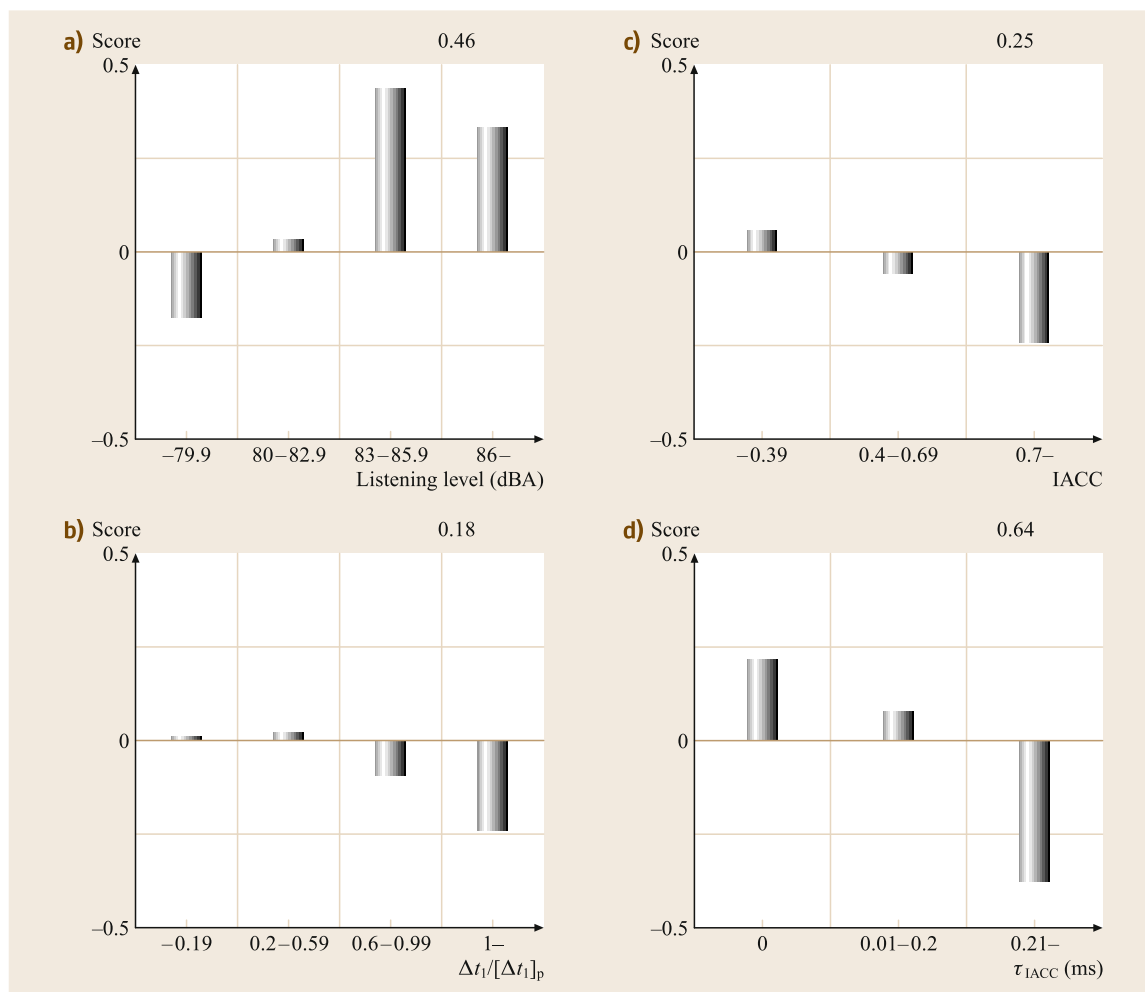 a) Score 0.46
0.5
0
–0.5
–79.9 80–82.9 83–85.9 86–
Listening level (dBA)
b) Score 0.18
0.5
0
–0.5
–0.19 0.2–0.59 0.6–0.99 1–
Δt₁/[Δt₁]ₚ
c) Score 0.25
0.5
0
–0.5
–0.39 0.4–0.69 0.7–
IACC
d) Score 0.64
0.5
0
–0.5
0 0.01–0.2 0.21–
τIACC (ms)